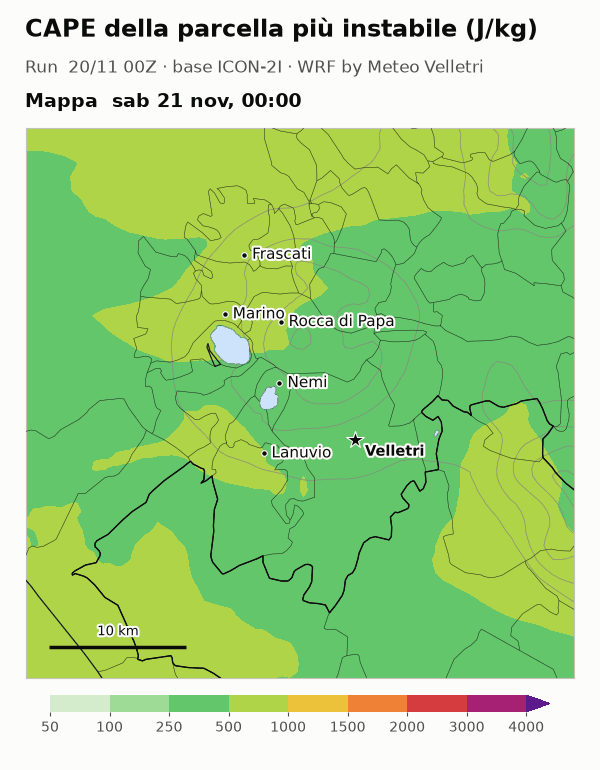 CAPE della parcella più instabile (J/kg)
Run  20/11 00Z · base ICON-2I · WRF by Meteo Velletri
Mappa  sab 21 nov, 00:00
Frascati
Marino
Rocca di Papa
Nemi
Velletri
Lanuvio
10 km
50 100 250 500 1000 1500 2000 3000 4000